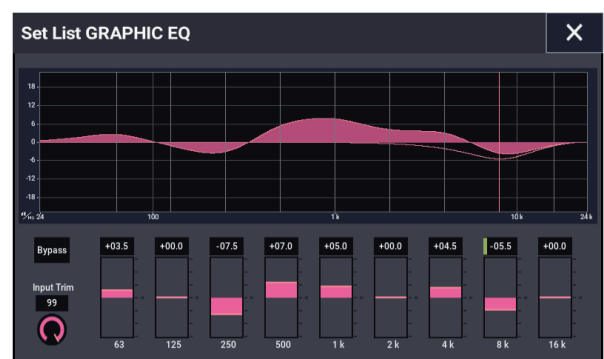 Set List GRAPHIC EQ
18
12
6
0
-6
-12
-18
24 100 1k 10k 24k
Bypass +03.5 +00.0 -07.5 +07.0 +05.0 +00.0 +04.5 -05.5 +00.0
Input Trim
99
63 125 250 500 1 k 2 k 4 k 8 k 16 k